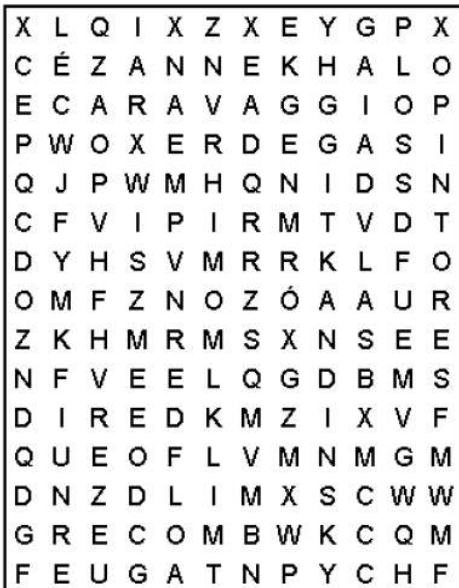 X L Q I X Z X E Y G P X
C É Z A N N E K H A L O
E C A R A V A G G I O P
P W O X E R D E G A S I
Q J P W M H Q N I D S N
C F V I P I R M T V D T
D Y H S V M R R K L F O
O M F Z N O Z Ó A A U R
Z K H M R M S X N S E E
N F V E E L Q G D B M S
D I R E D K M Z I X V F
Q U E O F L V M N M G M
D N Z D L I M X S C W W
G R E C O M B W K C Q M
F E U G A T N P Y C H F